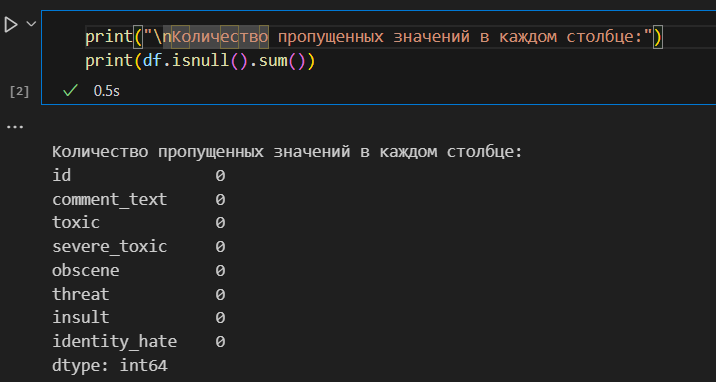 print("\nКоличество пропущенных значений в каждом столбце:")
print(df.isnull().sum())
[2]
0.5s
...
Количество пропущенных значений в каждом столбце:
id 0
comment_text 0
toxic 0
severe_toxic 0
obscene 0
threat 0
insult 0
identity_hate 0
dtype: int64